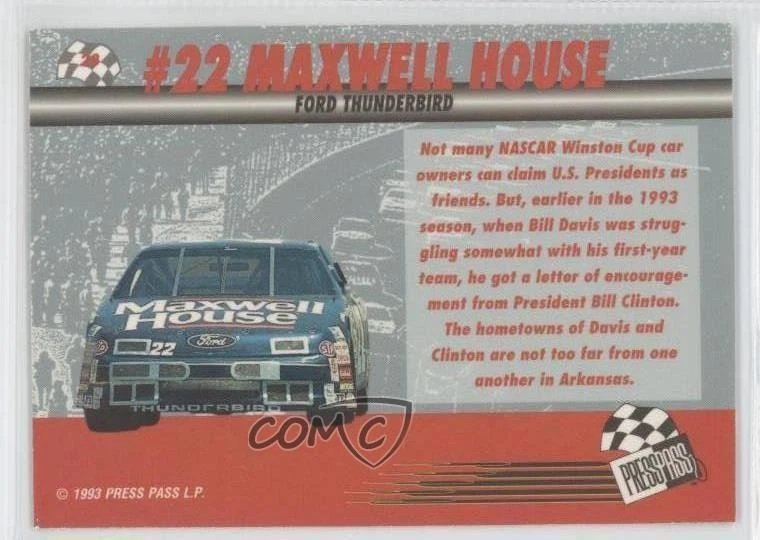 28
#22 MAXWELL HOUSE
FORD THUNDERBIRD
Not many NASCAR Winston Cup car
owners can claim U.S. Presidents as
friends. But, earlier in the 1993
season, when Bill Davis was strug-
gling somewhat with his first-year
team, he got a letter of encourage-
ment from President Bill Clinton.
The hometowns of Davis and
Clinton are not too far from one
another in Arkansas.
Maxwell
House
22
Ford
THUNDERBIRD
COMC
PRESS PASS
© 1993 PRESS PASS L.P.